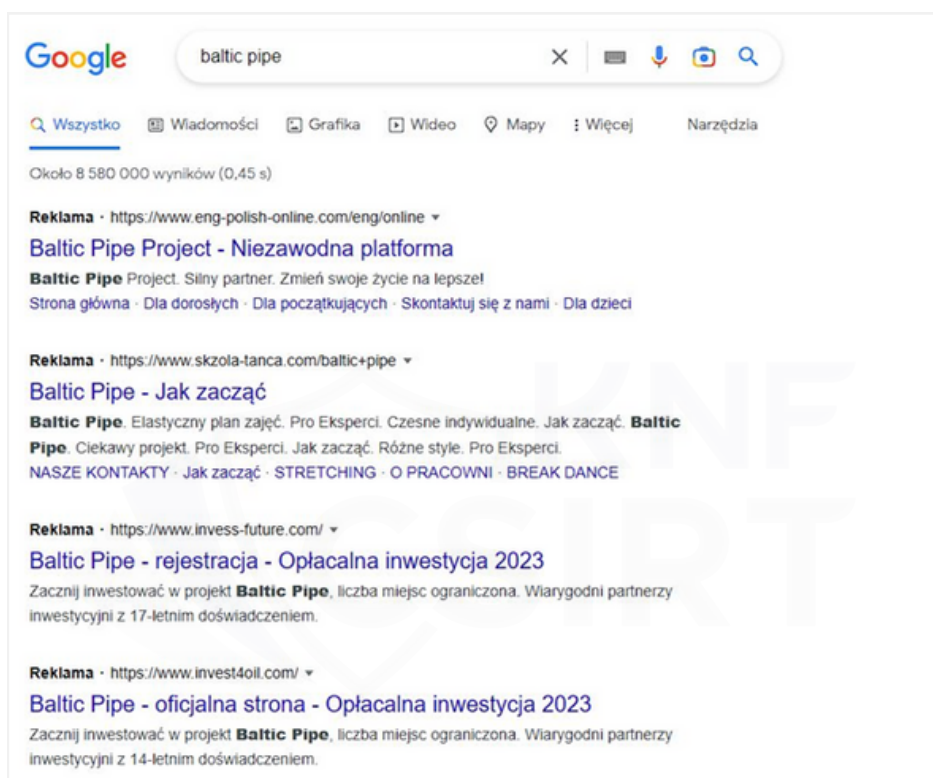 Google
baltic pipe
Wszystko Wiadomości Grafika Wideo Mapy Więcej Narzędzia
Około 8 580 000 wyników (0,45 s)
Reklama · https://www.eng-polish-online.com/eng/online
Baltic Pipe Project - Niezawodna platforma
Baltic Pipe Project. Silny partner. Zmień swoje życie na lepsze!
Strona główna · Dla dorosłych · Dla początkujących · Skontaktuj się z nami · Dla dzieci
Reklama · https://www.skzola-tanca.com/baltic+pipe
Baltic Pipe - Jak zacząć
Baltic Pipe. Elastyczny plan zajęć. Pro Eksperci. Czesne indywidualne. Jak zacząć. Baltic
Pipe. Ciekawy projekt. Pro Eksperci. Jak zacząć. Różne style. Pro Eksperci.
NASZE KONTAKTY · Jak zacząć · STRETCHING · O PRACOWNI · BREAK DANCE
KNF
CSIRT
Reklama · https://www.invess-future.com/
Baltic Pipe - rejestracja - Opłacalna inwestycja 2023
Zacznij inwestować w projekt Baltic Pipe, liczba miejsc ograniczona. Wiarygodni partnerzy
inwestycyjni z 17-letnim doświadczeniem.
Reklama · https://www.invest4oil.com/
Baltic Pipe - oficjalna strona - Opłacalna inwestycja 2023
Zacznij inwestować w projekt Baltic Pipe, liczba miejsc ograniczona. Wiarygodni partnerzy
inwestycyjni z 14-letnim doświadczeniem.